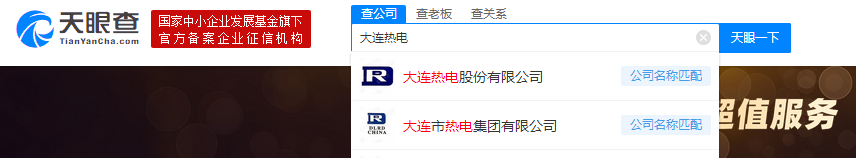 天眼查
TianYanCha.com
国家中小企业发展基金旗下
官方备案企业征信机构
查公司 查老板 查关系
大连热电
天眼一下
R
大连热电股份有限公司
公司名称匹配
R
DLRD
CHINA
大连市热电集团有限公司
公司名称匹配
超值服务